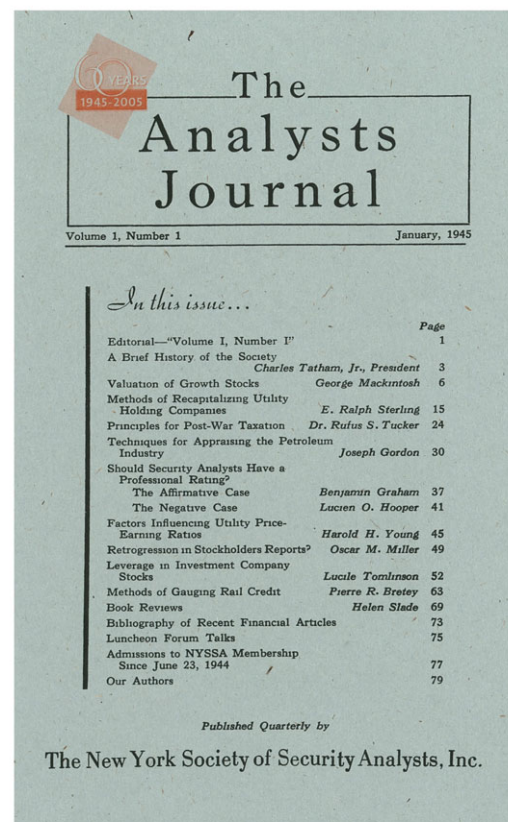 60 YEARS
1945-2005
The
Analysts
Journal
Volume 1, Number 1 January, 1945
In this issue...
Page
Editorial—"Volume I, Number I" 1
A Brief History of the Society
Charles Tatham, Jr., President 3
Valuation of Growth Stocks George Mackintosh 6
Methods of Recapitalizing Utility
Holding Companies E. Ralph Sterling 15
Principles for Post-War Taxation Dr. Rufus S. Tucker 24
Techniques for Appraising the Petroleum
Industry Joseph Gordon 30
Should Security Analysts Have a
Professional Rating?
The Affirmative Case Benjamin Graham 37
The Negative Case Lucien O. Hooper 41
Factors Influencing Utility Price-
Earning Ratios Harold H. Young 45
Retrogression in Stockholders Reports? Oscar M. Miller 49
Leverage in Investment Company
Stocks Lucile Tomlinson 52
Methods of Gauging Rail Credit Pierre R. Bretey 63
Book Reviews Helen Slade 69
Bibliography of Recent Financial Articles 73
Luncheon Forum Talks 75
Admissions to NYSSA Membership
Since June 23, 1944 77
Our Authors 79
Published Quarterly by
The New York Society of Security Analysts, Inc.